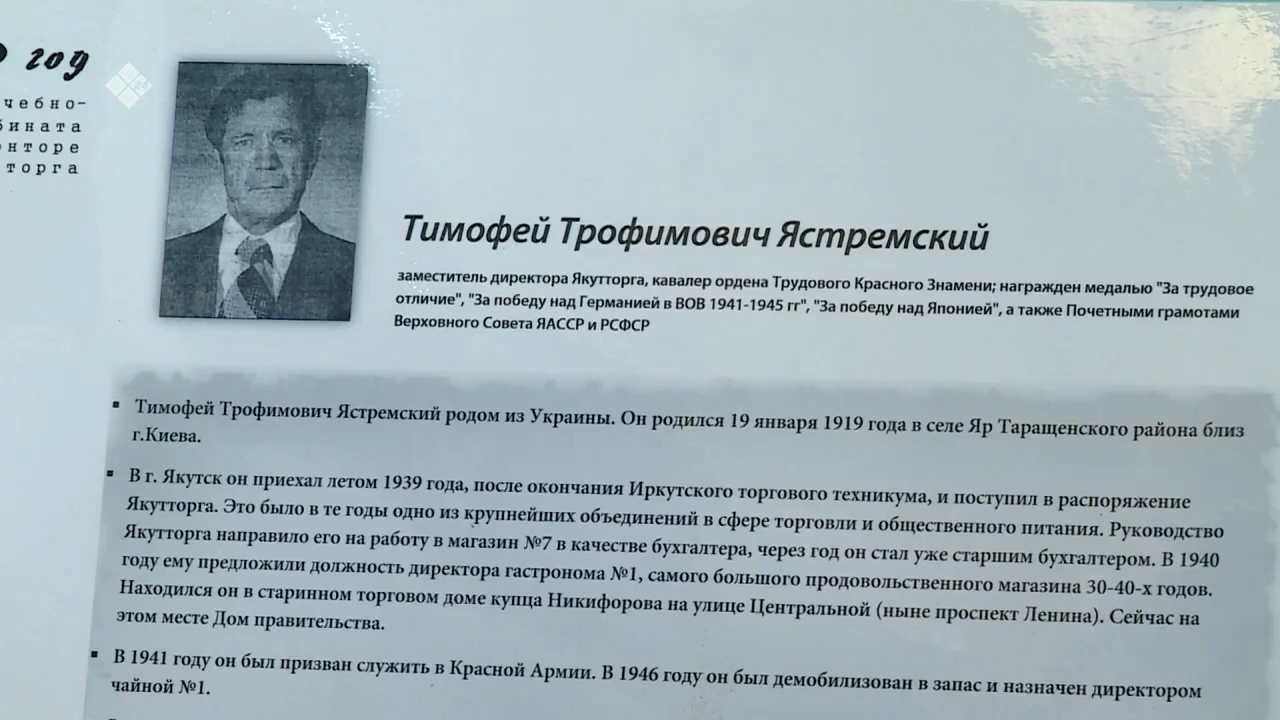 год
чебно-
бината
нторе
торга
Тимофей Трофимович Ястремский
заместитель директора Якутторга, кавалер ордена Трудового Красного Знамени; награжден медалью "За трудовое
отличие", "За победу над Германией в ВОВ 1941-1945 гг", "За победу над Японией", а также Почетными грамотами
Верховного Совета ЯАССР и РСФСР
▪ Тимофей Трофимович Ястремский родом из Украины. Он родился 19 января 1919 года в селе Яр Таращенского района близ
г.Киева.
▪ В г. Якутск он приехал летом 1939 года, после окончания Иркутского торгового техникума, и поступил в распоряжение
Якутторга. Это было в те годы одно из крупнейших объединений в сфере торговли и общественного питания. Руководство
Якутторга направило его на работу в магазин №7 в качестве бухгалтера, через год он стал уже старшим бухгалтером. В 1940
году ему предложили должность директора гастронома №1, самого большого продовольственного магазина 30-40-х годов.
Находился он в старинном торговом доме купца Никифорова на улице Центральной (ныне проспект Ленина). Сейчас на
этом месте Дом правительства.
▪ В 1941 году он был призван служить в Красной Армии. В 1946 году он был демобилизован в запас и назначен директором
чайной №1.